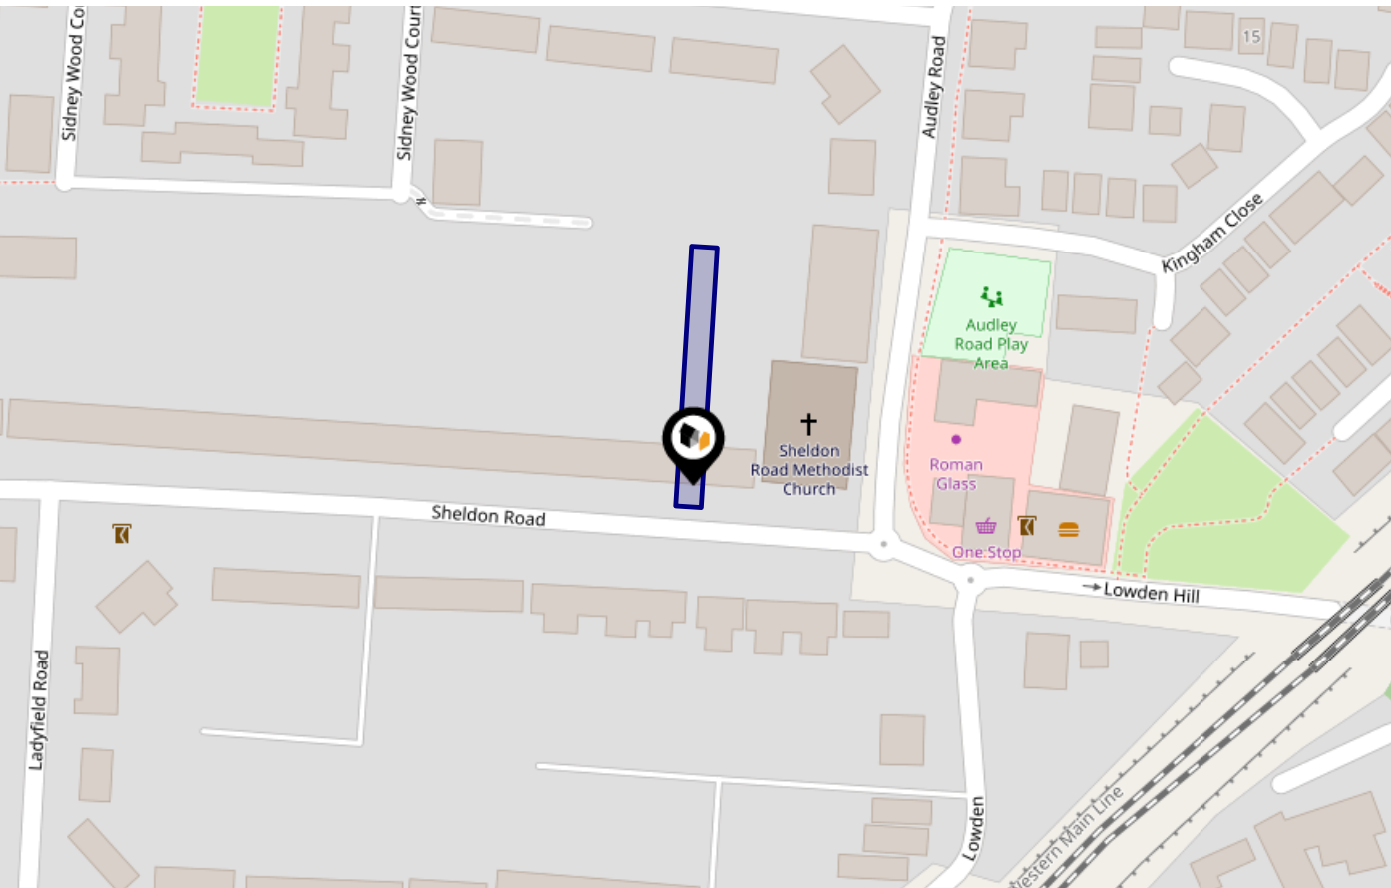 Sidney Wood Co
Sidney Wood Court
Audley Road
15
Kingham Close
Audley
Road Play
Area
Sheldon
Road Methodist
Church
Roman
Glass
One Stop
Sheldon Road
Lowden Hill
Ladyfield Road
Lowden
Western Main Line